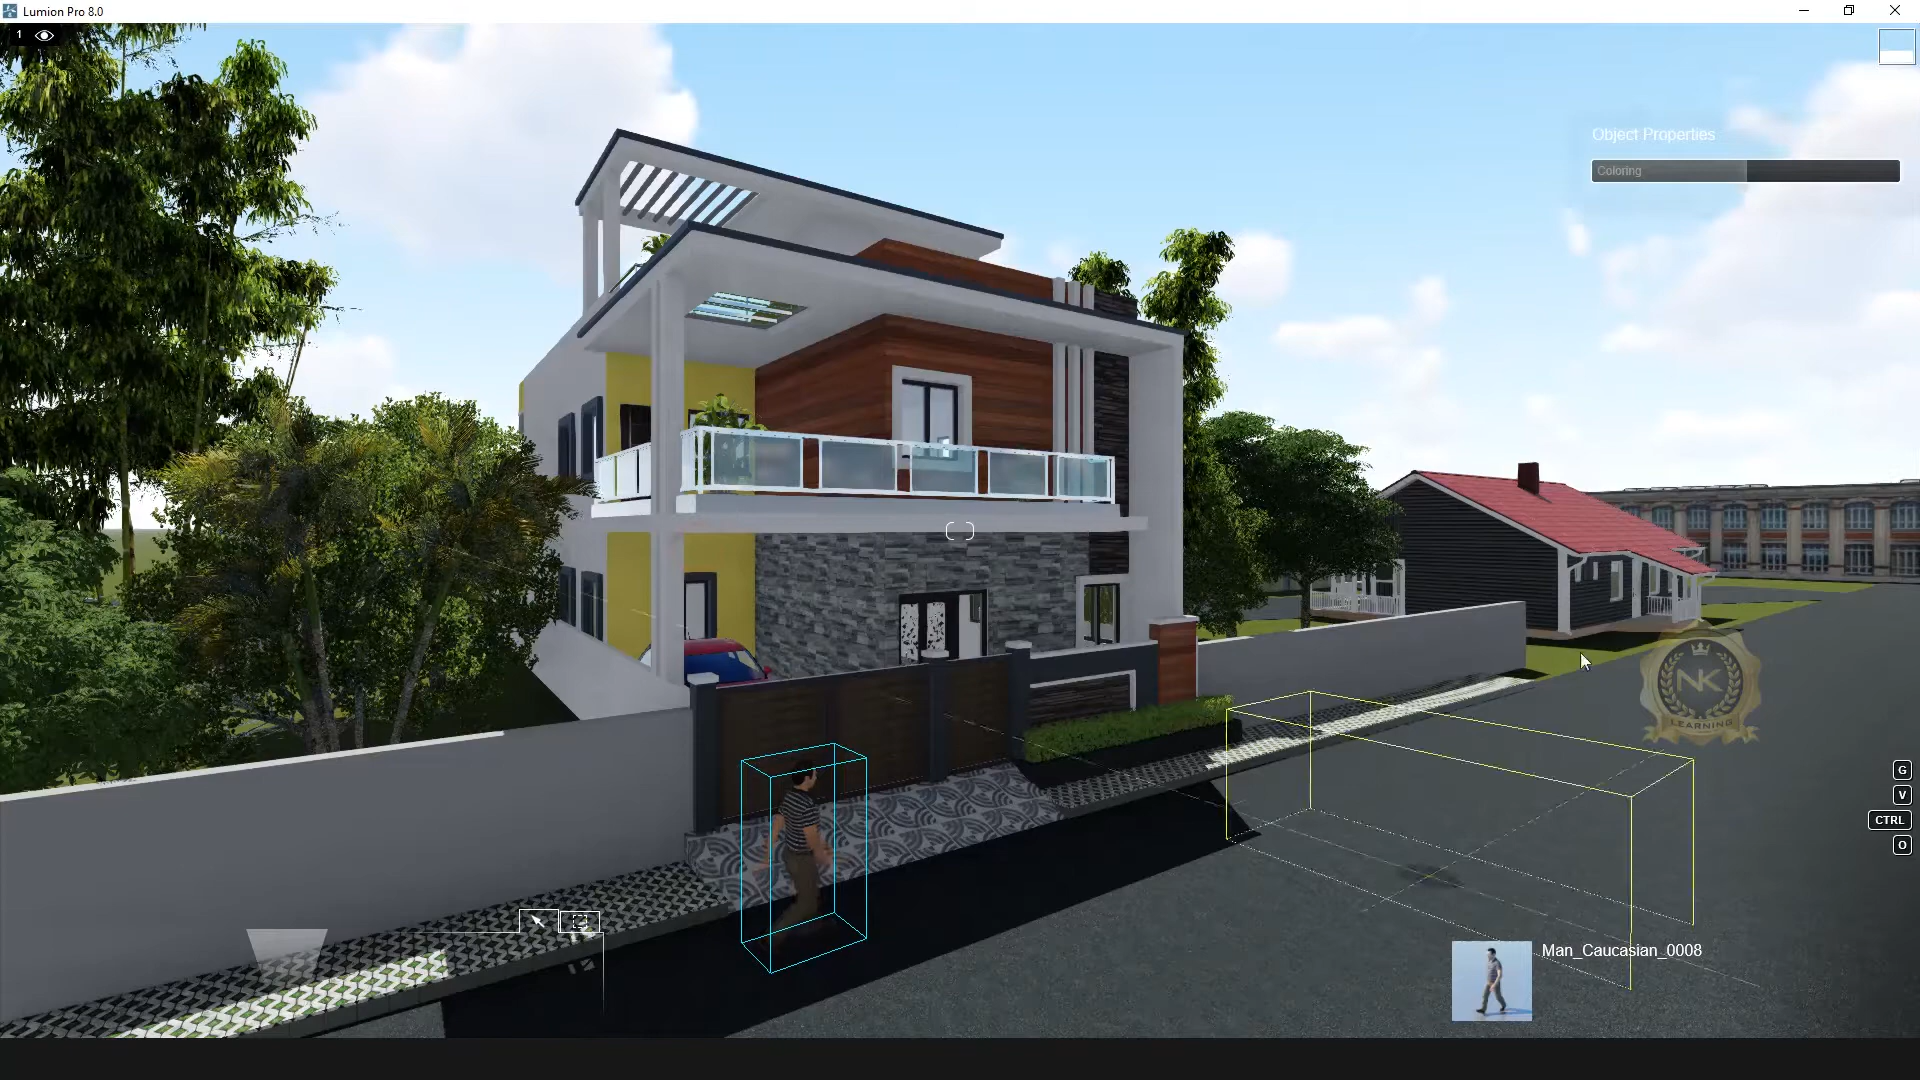 Lumion Pro 8.0
1
Object Properties
Coloring
NK
LEARNING
G
V
CTRL
O
Man_Caucasian_0008